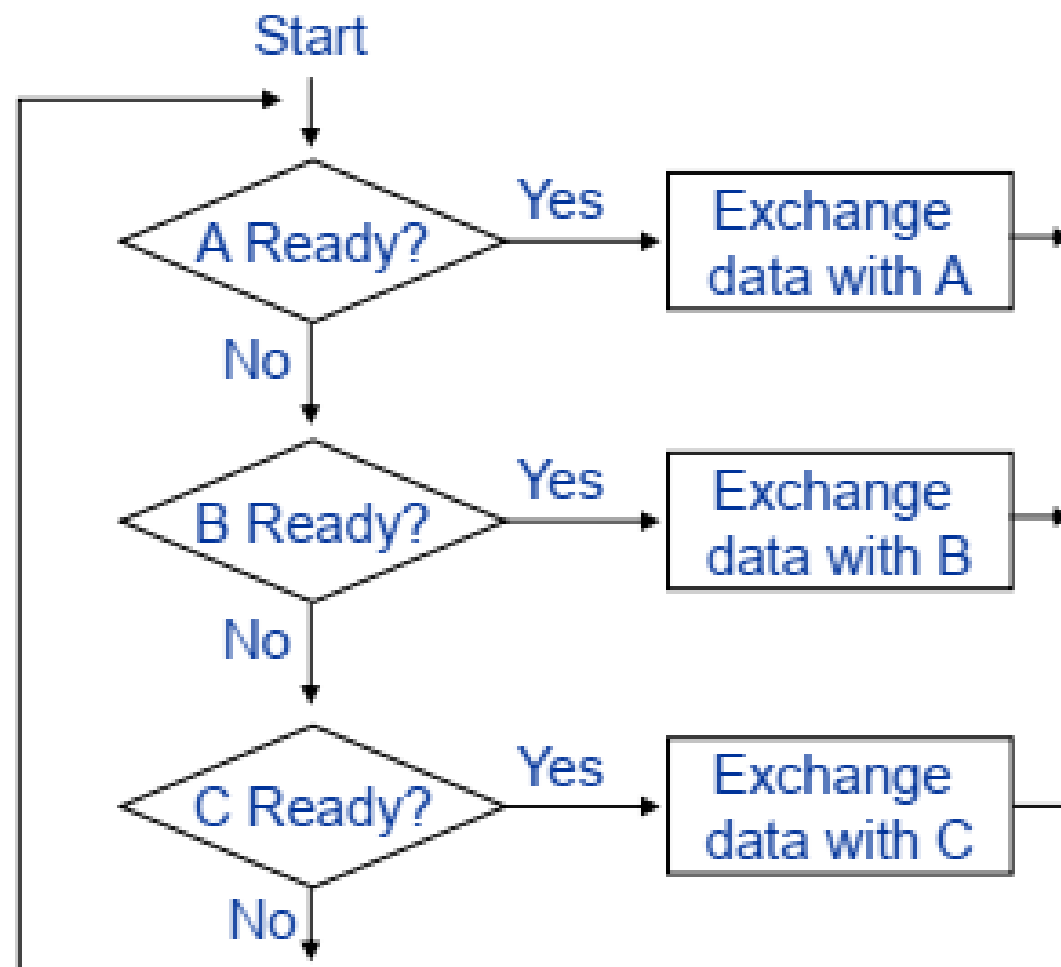 Start
A Ready?
Yes
Exchange
data with A
No
B Ready?
Yes
Exchange
data with B
No
C Ready?
Yes
Exchange
data with C
No